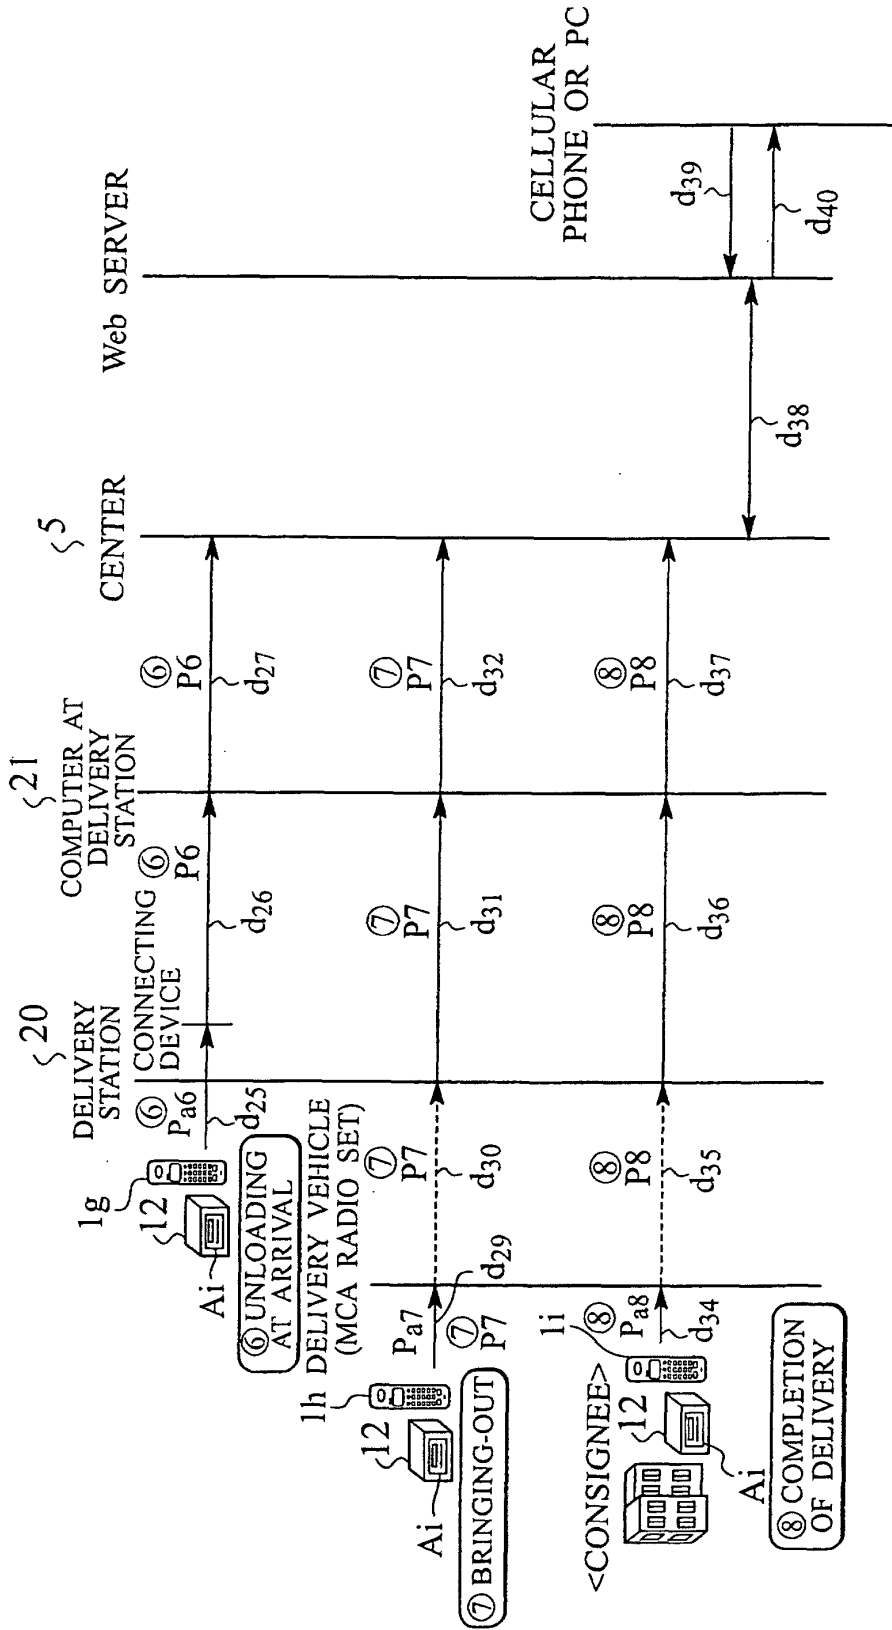 20
DELIVERY
STATION
21
COMPUTER AT
DELIVERY
STATION
5
CENTER
Web SERVER
CELLULAR
PHONE OR PC
1g
12
Ai
⑥ UNLOADING
AT ARRIVAL
⑥
Pa6
d25
CONNECTING
DEVICE
⑥
P6
d26
⑥
P6
d27
1h
DELIVERY VEHICLE
(MCA RADIO SET)
12
Ai
⑦ BRINGING-OUT
Pa7
⑦
P7
d29
⑦
P7
d30
⑦
P7
d31
⑦
P7
d32
<CONSIGNEE>
12
1i
Ai
⑧ COMPLETION
OF DELIVERY
⑧
Pa8
d34
⑧
P8
d35
⑧
P8
d36
⑧
P8
d37
d38
d39
d40